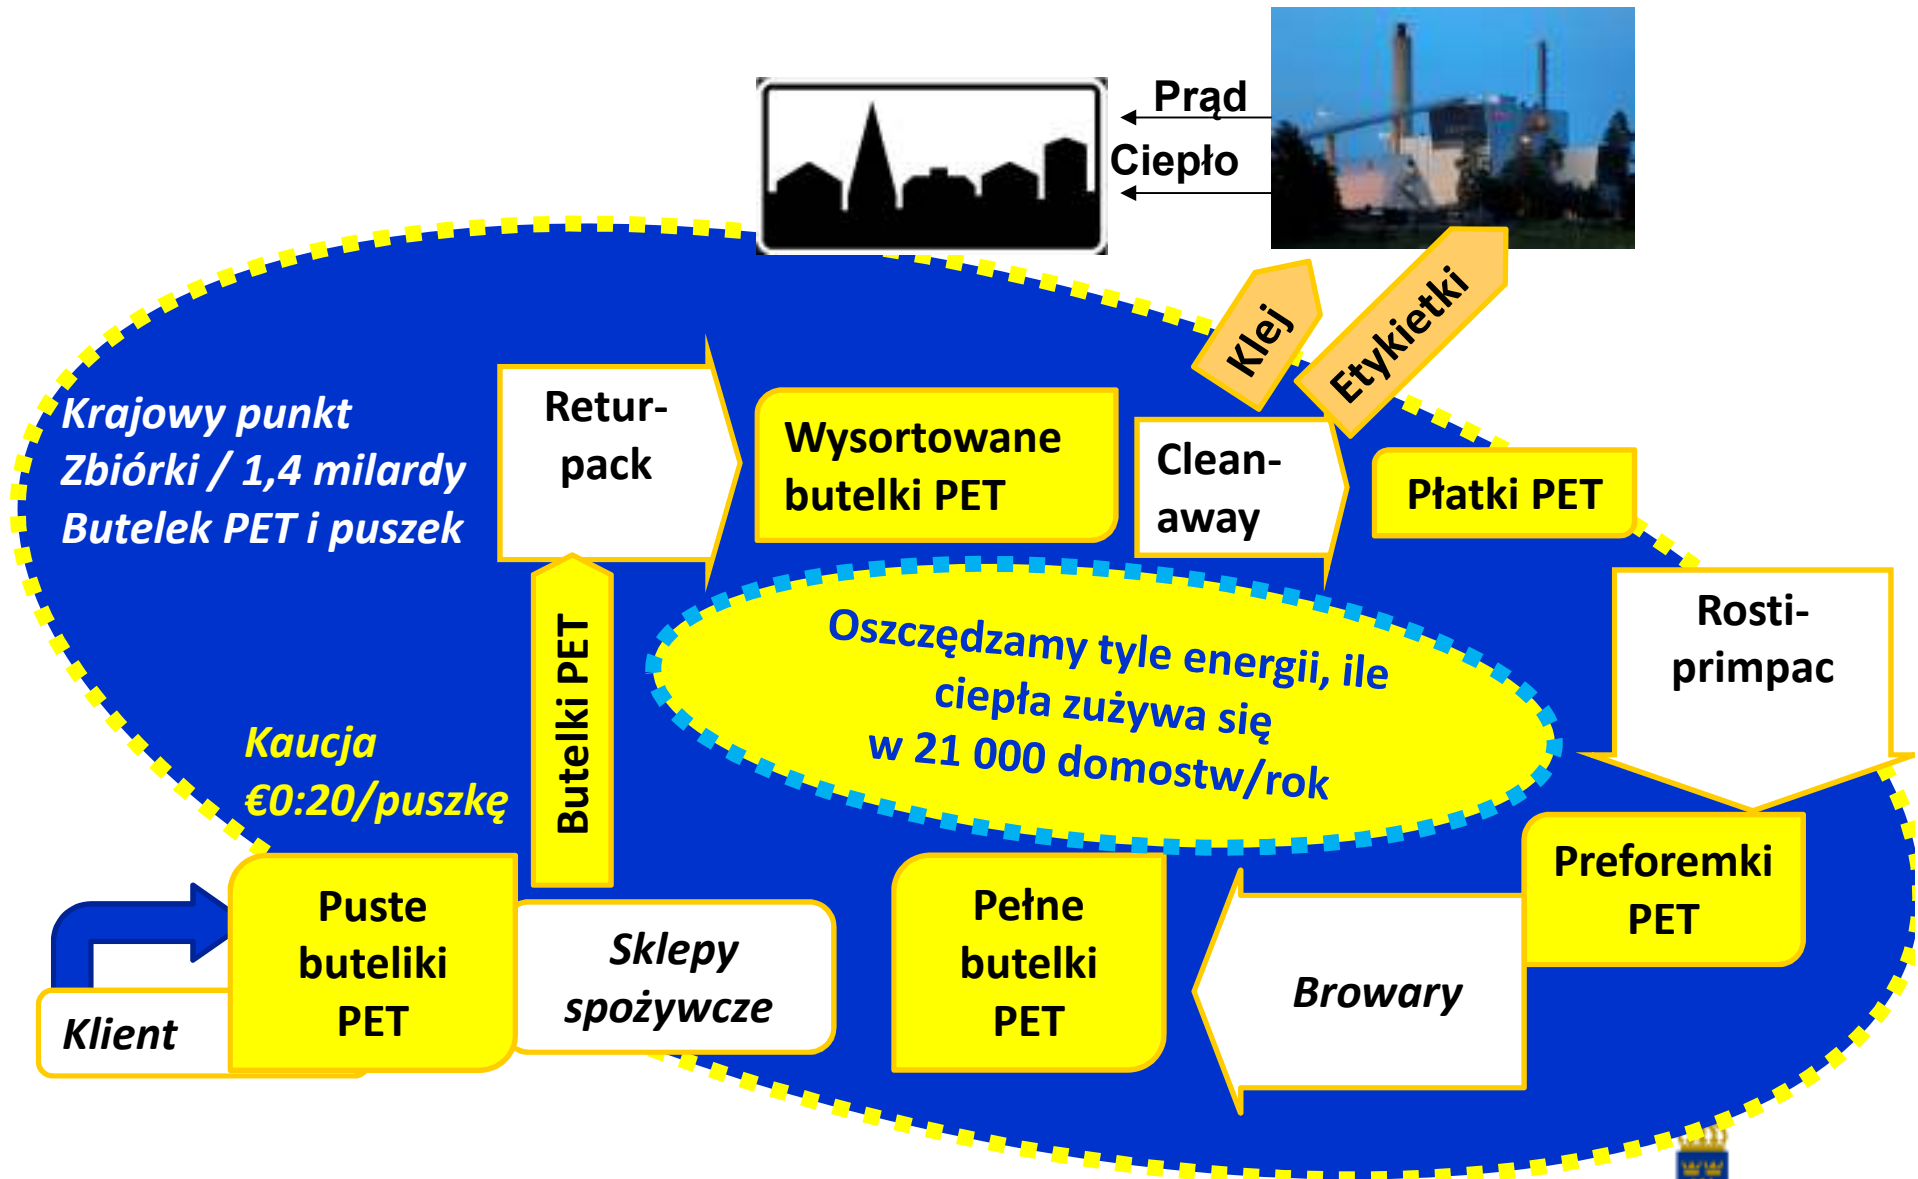 Prąd
Ciepło
Klej
Etykietki
Krajowy punkt
Zbiórki / 1,4 milardy
Butelek PET i puszek
Retur-
pack
Wysortowane
butelki PET
Clean-
away
Płatki PET
Rosti-
primpac
Butelki PET
Oszczędzamy tyle energii, ile
ciepła zużywa się
w 21 000 domostw/rok
Kaucja
€0:20/puszkę
Preforemki
PET
Browary
Pełne
butelki
PET
Sklepy
spożywcze
Puste
buteliki
PET
Klient